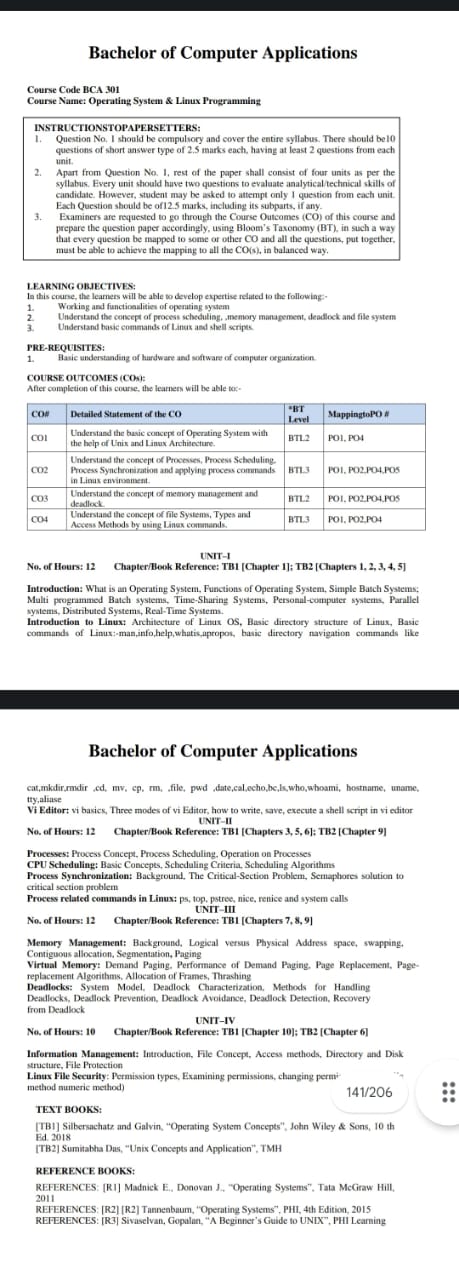 Bachelor of Computer Applications
Course Code BCA 301
Course Name: Operating System & Linux Programming
INSTRUCTIONSTOPAPERSETTERS:
1. Question No. 1 should be compulsory and cover the entire syllabus. There should be10
questions of short answer type of 2.5 marks each, having at least 2 questions from each
unit.
2. Apart from Question No. 1, rest of the paper shall consist of four units as per the
syllabus. Every unit should have two questions to evaluate analytical/technical skills of
candidate. However, student may be asked to attempt only 1 question from each unit.
Each Question should be of12.5 marks, including its subparts, if any.
3. Examiners are requested to go through the Course Outcomes (CO) of this course and
prepare the question paper accordingly, using Bloom's Taxonomy (BT), in such a way
that every question be mapped to some or other CO and all the questions, put together,
must be able to achieve the mapping to all the CO(s), in balanced way.
LEARNING OBJECTIVES:
In this course, the learners will be able to develop expertise related to the following:-
1. Working and functionalities of operating system
2. Understand the concept of process scheduling, ,memory management, deadlock and file system
3. Understand basic commands of Linux and shell scripts.
PRE-REQUISITES:
1. Basic understanding of hardware and software of computer organization.
COURSE OUTCOMES (COs):
After completion of this course, the learners will be able to:-
CO# Detailed Statement of the CO *BT Level MappingtoPO #
CO1 Understand the basic concept of Operating System with the help of Unix and Linux Architecture. BTL2 PO1, PO4
CO2 Understand the concept of Processes, Process Scheduling, Process Synchronization and applying process commands in Linux environment. BTL3 PO1, PO2,PO4,PO5
CO3 Understand the concept of memory management and deadlock. BTL2 PO1, PO2,PO4,PO5
CO4 Understand the concept of file Systems, Types and Access Methods by using Linux commands. BTL3 PO1, PO2,PO4
UNIT-I
No. of Hours: 12 Chapter/Book Reference: TB1 [Chapter 1]; TB2 [Chapters 1, 2, 3, 4, 5]
Introduction: What is an Operating System, Functions of Operating System, Simple Batch Systems;
Multi programmed Batch systems, Time-Sharing Systems, Personal-computer systems, Parallel
systems, Distributed Systems, Real-Time Systems.
Introduction to Linux: Architecture of Linux OS, Basic directory structure of Linux, Basic
commands of Linux:-man,info,help,whatis,apropos, basic directory navigation commands like
Bachelor of Computer Applications
cat,mkdir,rmdir ,cd, mv, cp, rm, ,file, pwd ,date,cal,echo,bc,ls,who,whoami, hostname, uname,
tty,aliase
Vi Editor: vi basics, Three modes of vi Editor, how to write, save, execute a shell script in vi editor
UNIT-II
No. of Hours: 12 Chapter/Book Reference: TB1 [Chapters 3, 5, 6]; TB2 [Chapter 9]
Processes: Process Concept, Process Scheduling, Operation on Processes
CPU Scheduling: Basic Concepts, Scheduling Criteria, Scheduling Algorithms
Process Synchronization: Background, The Critical-Section Problem, Semaphores solution to
critical section problem
Process related commands in Linux: ps, top, pstree, nice, renice and system calls
UNIT-III
No. of Hours: 12 Chapter/Book Reference: TB1 [Chapters 7, 8, 9]
Memory Management: Background, Logical versus Physical Address space, swapping,
Contiguous allocation, Segmentation, Paging
Virtual Memory: Demand Paging, Performance of Demand Paging, Page Replacement, Page-
replacement Algorithms, Allocation of Frames, Thrashing
Deadlocks: System Model, Deadlock Characterization, Methods for Handling
Deadlocks, Deadlock Prevention, Deadlock Avoidance, Deadlock Detection, Recovery
from Deadlock
UNIT-IV
No. of Hours: 10 Chapter/Book Reference: TB1 [Chapter 10]; TB2 [Chapter 6]
Information Management: Introduction, File Concept, Access methods, Directory and Disk
structure, File Protection
Linux File Security: Permission types, Examining permissions, changing
method numeric method)
141/206
TEXT BOOKS:
[TB1] Silbersachatz and Galvin, "Operating System Concepts", John Wiley & Sons, 10 th
Ed. 2018
[TB2] Sumitabha Das, "Unix Concepts and Application", TMH
REFERENCE BOOKS:
REFERENCES: [R1] Madnick E., Donovan J., "Operating Systems", Tata McGraw Hill,
2011
REFERENCES: [R2] [R2] Tannenbaum, "Operating Systems", PHI, 4th Edition, 2015
REFERENCES: [R3] Sivaselvan, Gopalan, "A Beginner's Guide to UNIX", PHI Learning